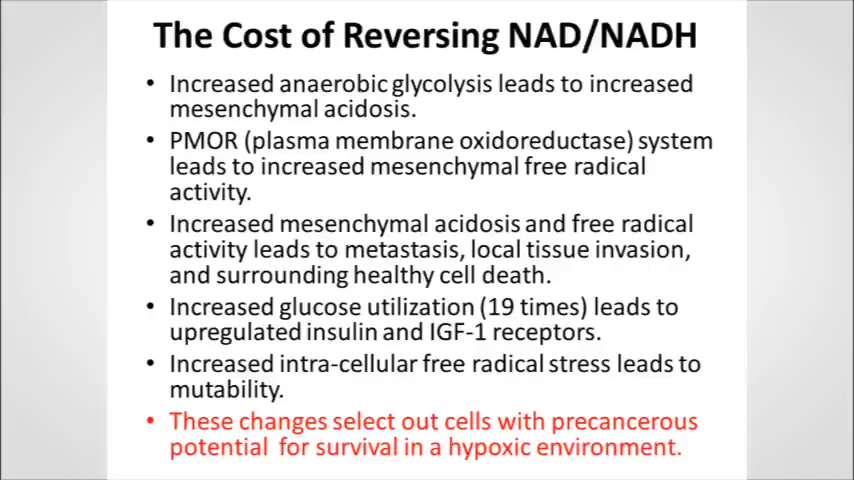 The Cost of Reversing NAD/NADH
• Increased anaerobic glycolysis leads to increased
mesenchymal acidosis.
• PMOR (plasma membrane oxidoreductase) system
leads to increased mesenchymal free radical
activity.
• Increased mesenchymal acidosis and free radical
activity leads to metastasis, local tissue invasion,
and surrounding healthy cell death.
• Increased glucose utilization (19 times) leads to
upregulated insulin and IGF-1 receptors.
• Increased intra-cellular free radical stress leads to
mutability.
• These changes select out cells with precancerous
potential for survival in a hypoxic environment.